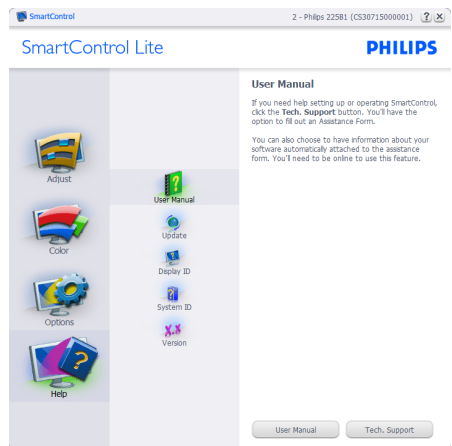 SmartControl
2 - Philips 225B1 (CS30715000001) ? X
SmartControl Lite
PHILIPS
Adjust
Color
Options
Help
User Manual
Update
Display ID
System ID
X.X
Version
User Manual
If you need help setting up or operating SmartControl,
click the Tech. Support button. You'll have the
option to fill out an Assistance Form.
You can also choose to have information about your
software automatically attached to the assistance
form. You'll need to be online to use this feature.
User Manual
Tech. Support